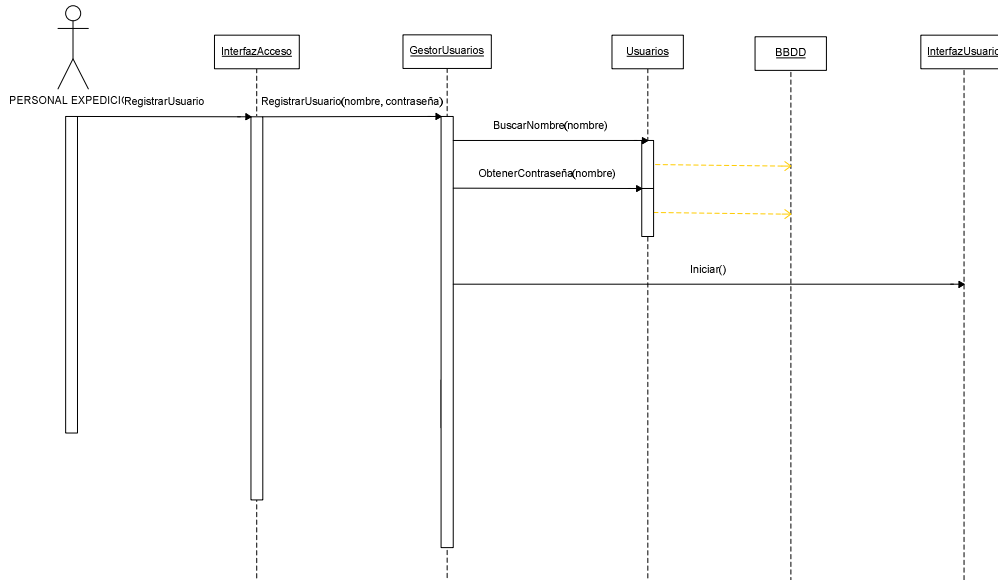 InterfazAcceso
GestorUsuarios
Usuarios
BBDD
InterfazUsuario
PERSONAL EXPEDICI
RegistrarUsuario
RegistrarUsuario(nombre, contraseña)
BuscarNombre(nombre)
ObtenerContraseña(nombre)
Iniciar()